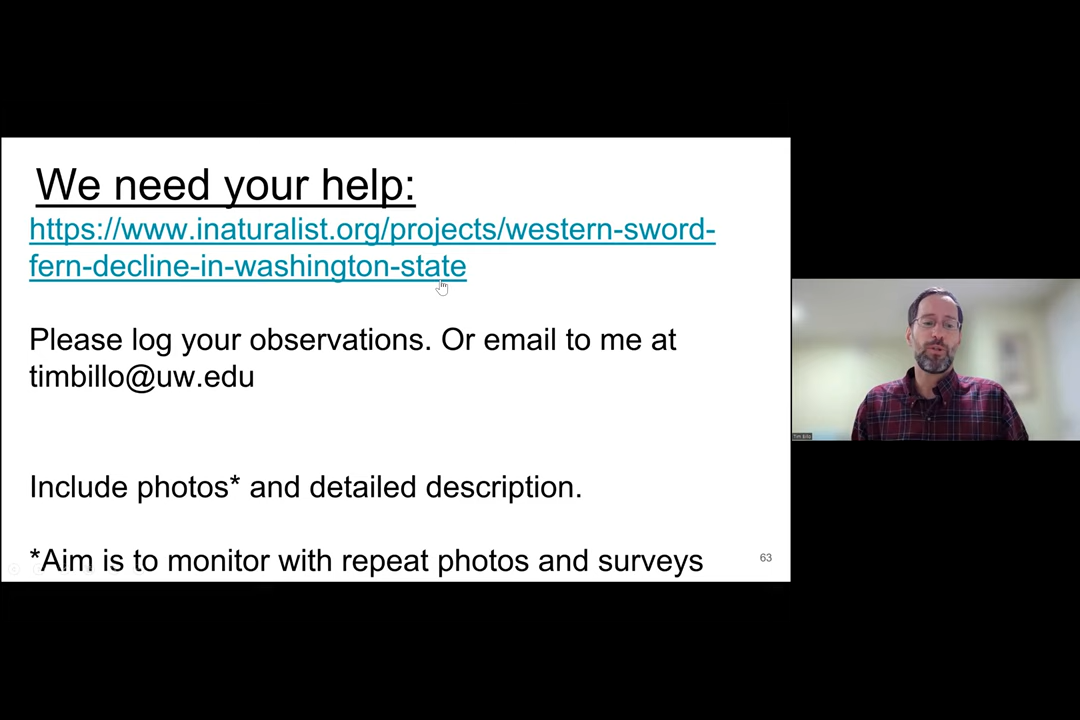 We need your help:
https://www.inaturalist.org/projects/western-sword-
fern-decline-in-washington-state
Please log your observations. Or email to me at
timbillo@uw.edu
Include photos* and detailed description.
*Aim is to monitor with repeat photos and surveys
63